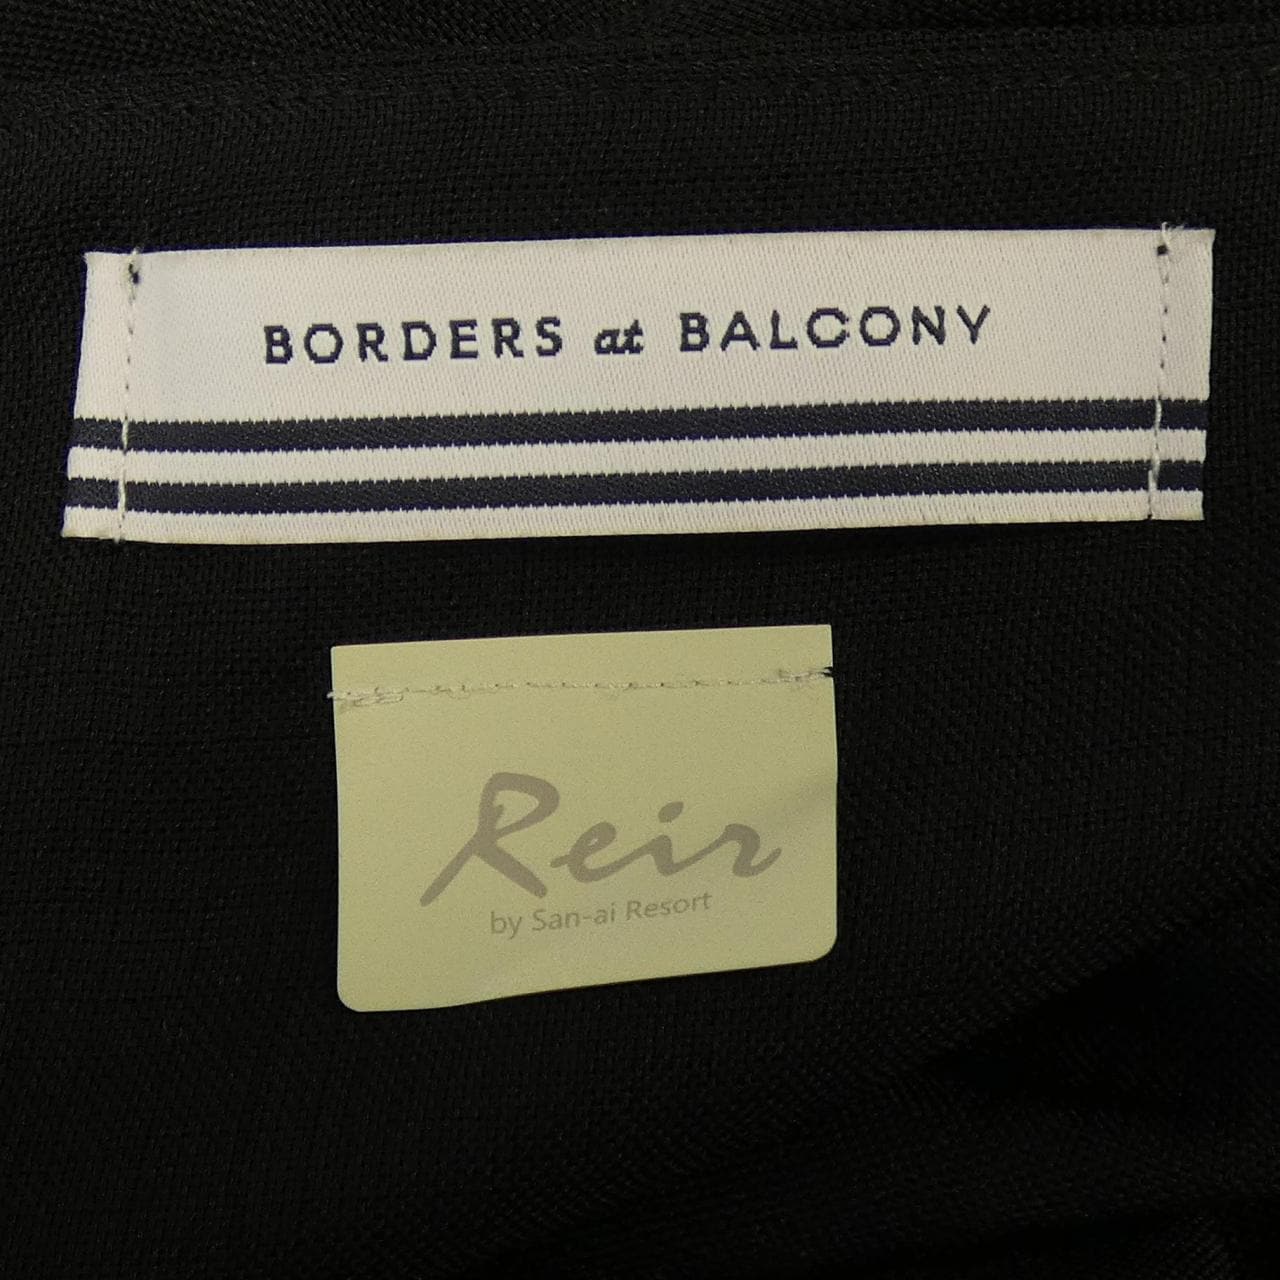 BORDERS at BALCONY
Reir
by San-ai Resort